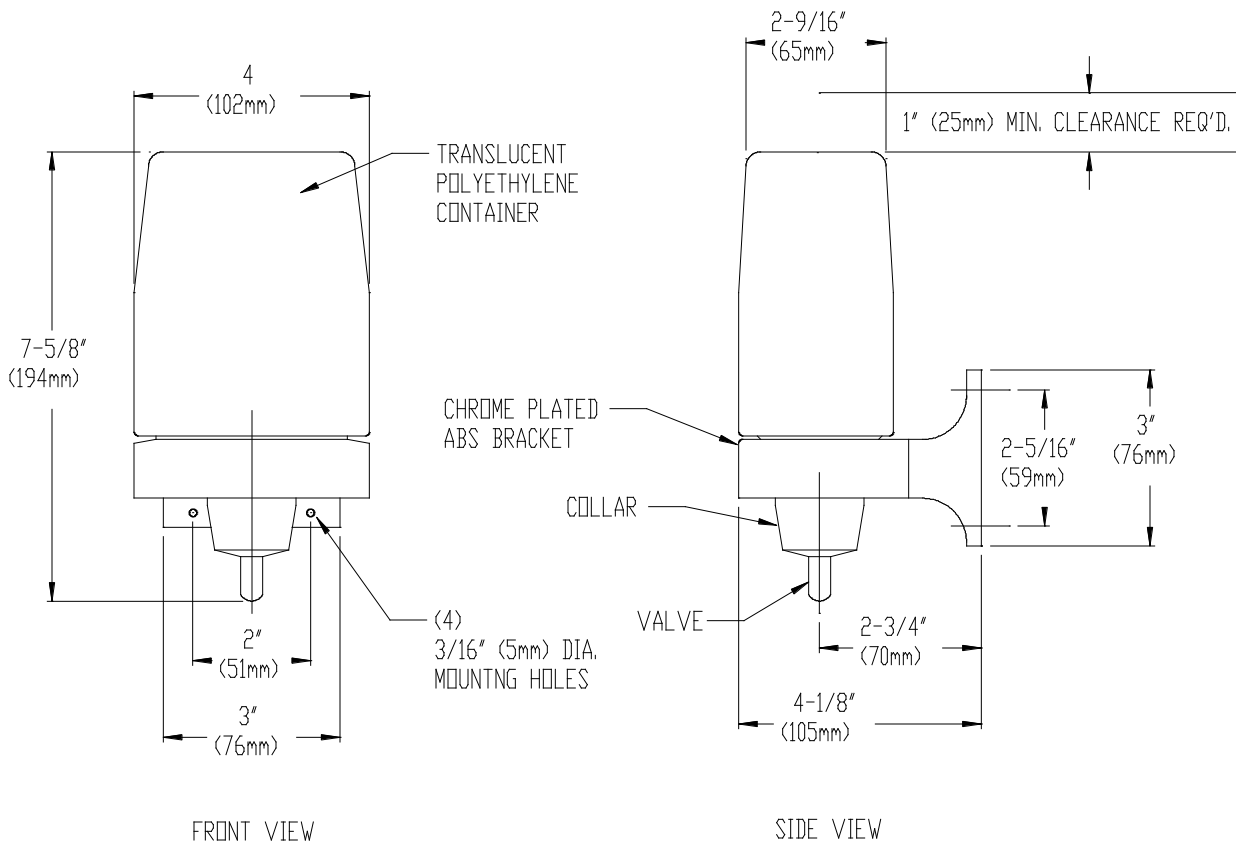 2-9/16"
(65mm)
4
(102mm)
1" (25mm) MIN. CLEARANCE REQ'D.
TRANSLUCENT
POLYETHYLENE
CONTAINER
7-5/8"
(194mm)
CHROME PLATED
ABS BRACKET
2-5/16"
(59mm)
3"
(76mm)
COLLAR
VALVE
(4)
3/16" (5mm) DIA.
MOUNTNG HOLES
2"
(51mm)
2-3/4"
(70mm)
3"
(76mm)
4-1/8"
(105mm)
FRONT VIEW
SIDE VIEW